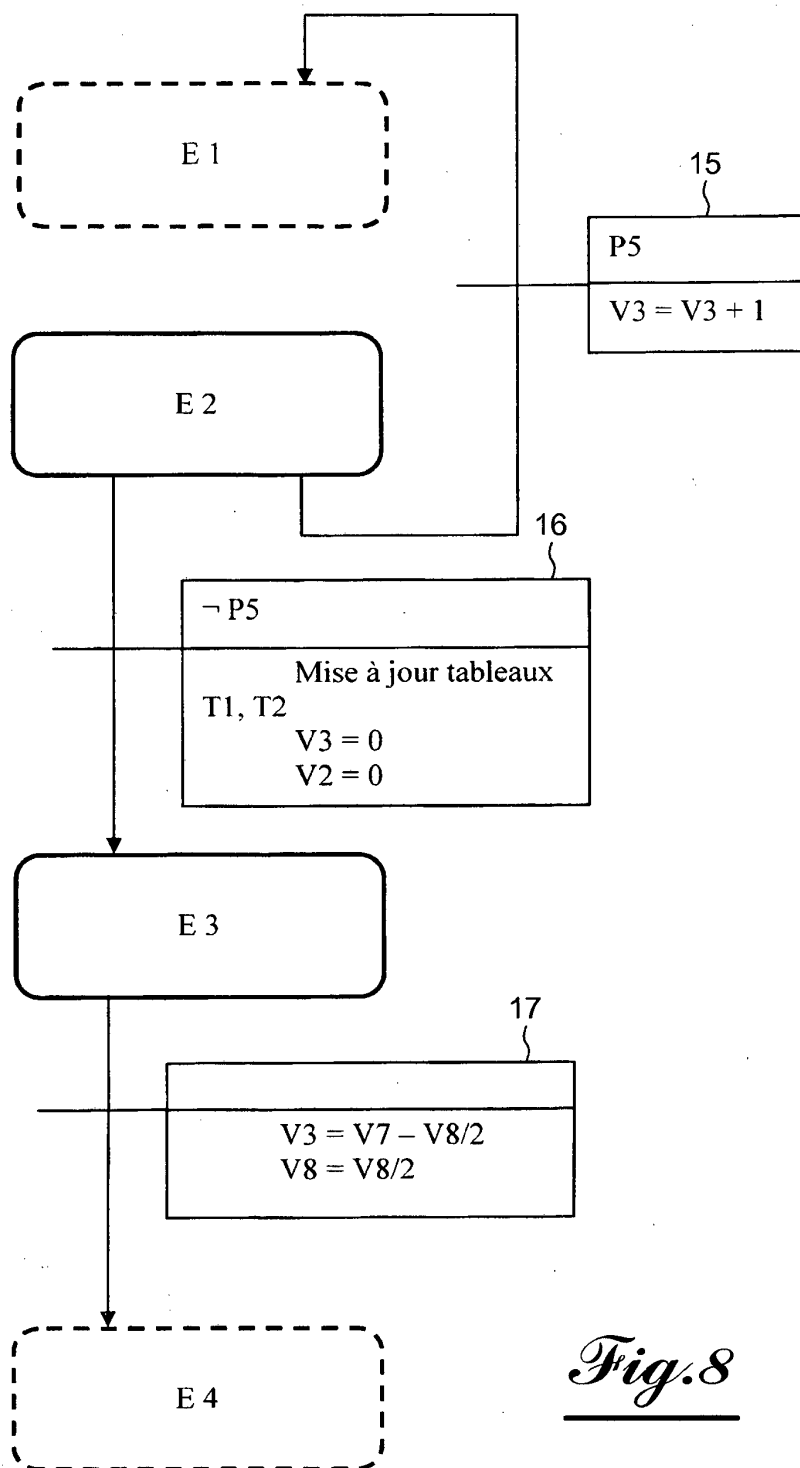 E 1
15
P5
V3 = V3 + 1
E 2
16
¬ P5
Mise à jour tableaux
T1, T2
V3 = 0
V2 = 0
E 3
17
V3 = V7 – V8/2
V8 = V8/2
E 4
Fig.8